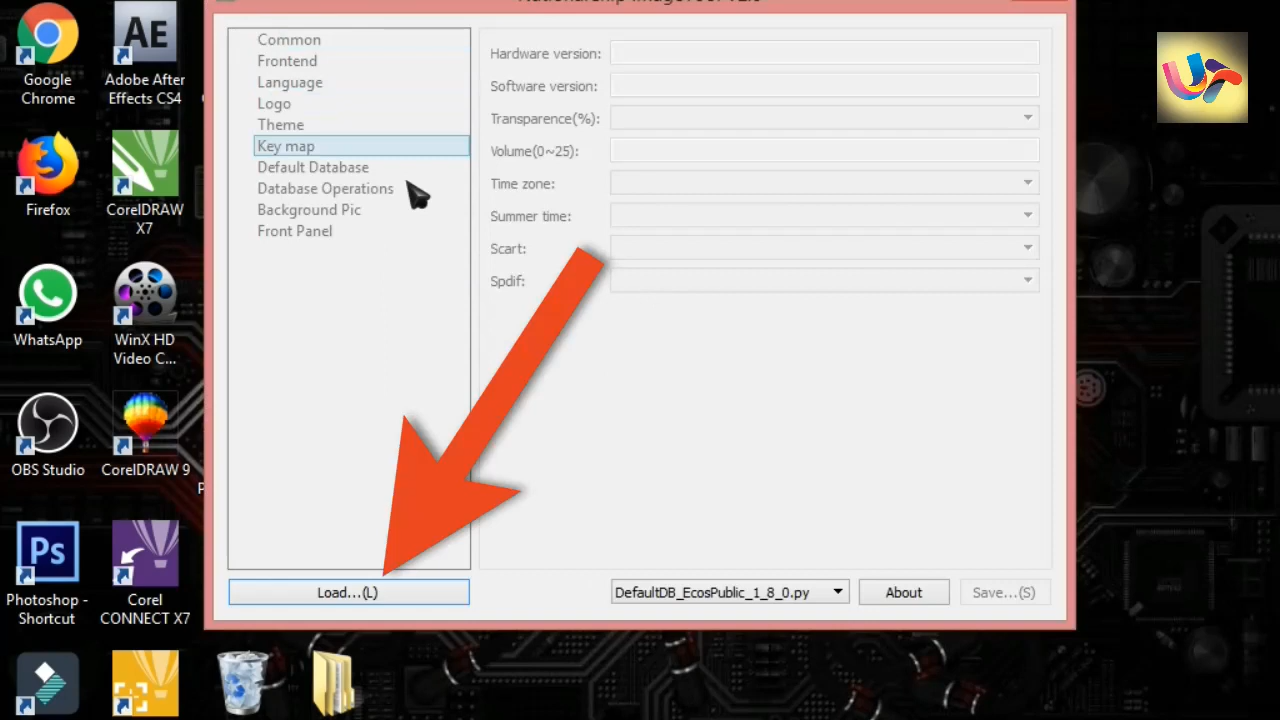 Google
Chrome
Adobe After
Effects CS4
Firefox
CorelDRAW
X7
WhatsApp
WinX HD
Video C...
OBS Studio
CorelDRAW 9
Ps
Photoshop -
Shortcut
Corel
CONNECT X7
AE
Common
Frontend
Language
Logo
Theme
Key map
Default Database
Database Operations
Background Pic
Front Panel
Hardware version:
Software version:
Transparence(%):
Volume(0~25):
Time zone:
Summer time:
Scart:
Spdif:
Load...(L)
DefaultDB_EcosPublic_1_8_0.py
About
Save...(S)